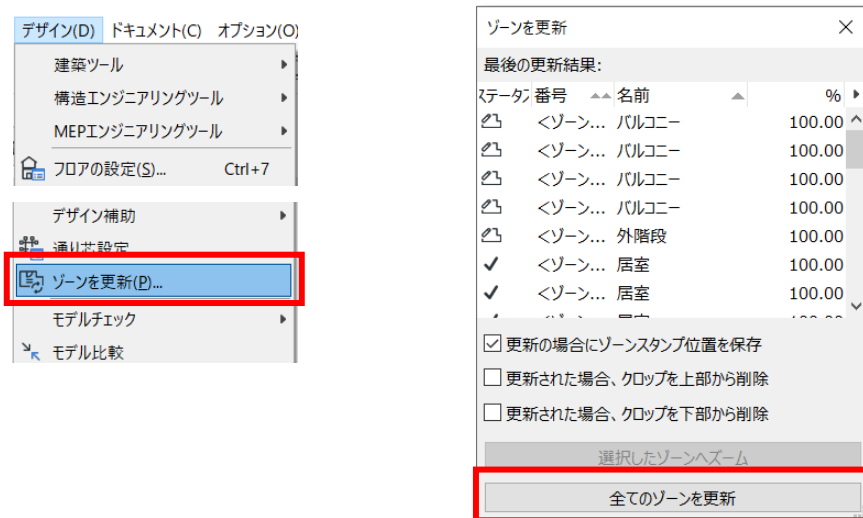 デザイン(D) ドキュメント(C) オプション(O)
建築ツール
構造エンジニアリングツール
MEPエンジニアリングツール
フロアの設定(S)... Ctrl+7
デザイン補助
通り芯設定
ゾーンを更新(P)...
モデルチェック
モデル比較
ゾーンを更新
最後の更新結果:
ステータス 番号 名前 %
<ゾーン... バルコニー 100.00
<ゾーン... バルコニー 100.00
<ゾーン... バルコニー 100.00
<ゾーン... バルコニー 100.00
<ゾーン... 外階段 100.00
<ゾーン... 居室 100.00
<ゾーン... 居室 100.00
更新の場合にゾーンスタンプ位置を保存
更新された場合、クロップを上部から削除
更新された場合、クロップを下部から削除
選択したゾーンへズーム
全てのゾーンを更新